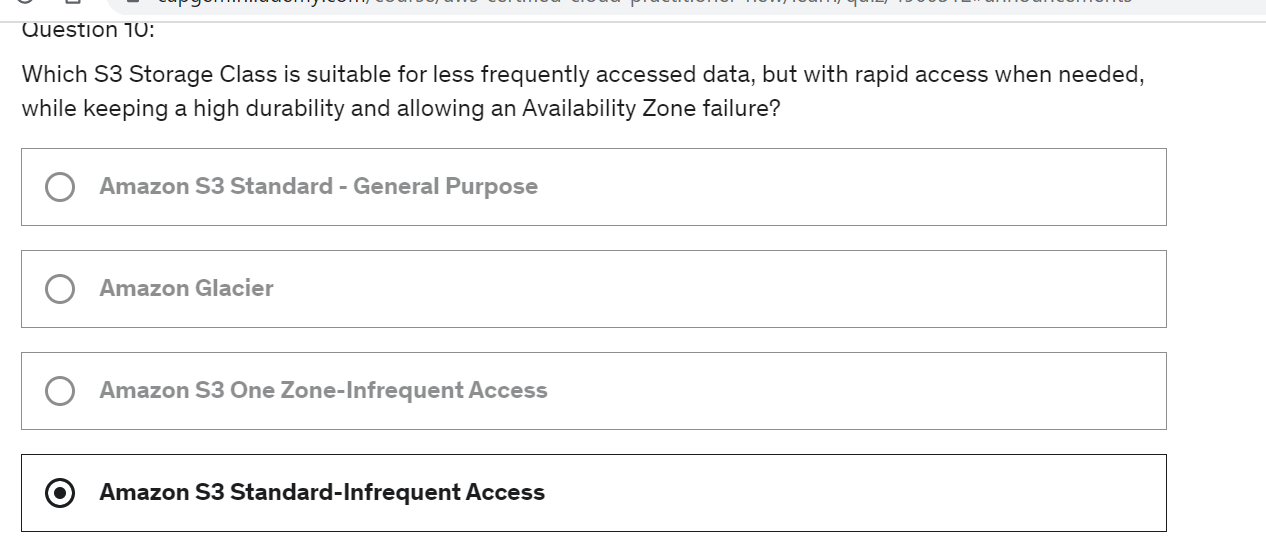 Question 10:
Which S3 Storage Class is suitable for less frequently accessed data, but with rapid access when needed,
while keeping a high durability and allowing an Availability Zone failure?
Amazon S3 Standard - General Purpose
Amazon Glacier
Amazon S3 One Zone-Infrequent Access
Amazon S3 Standard-Infrequent Access